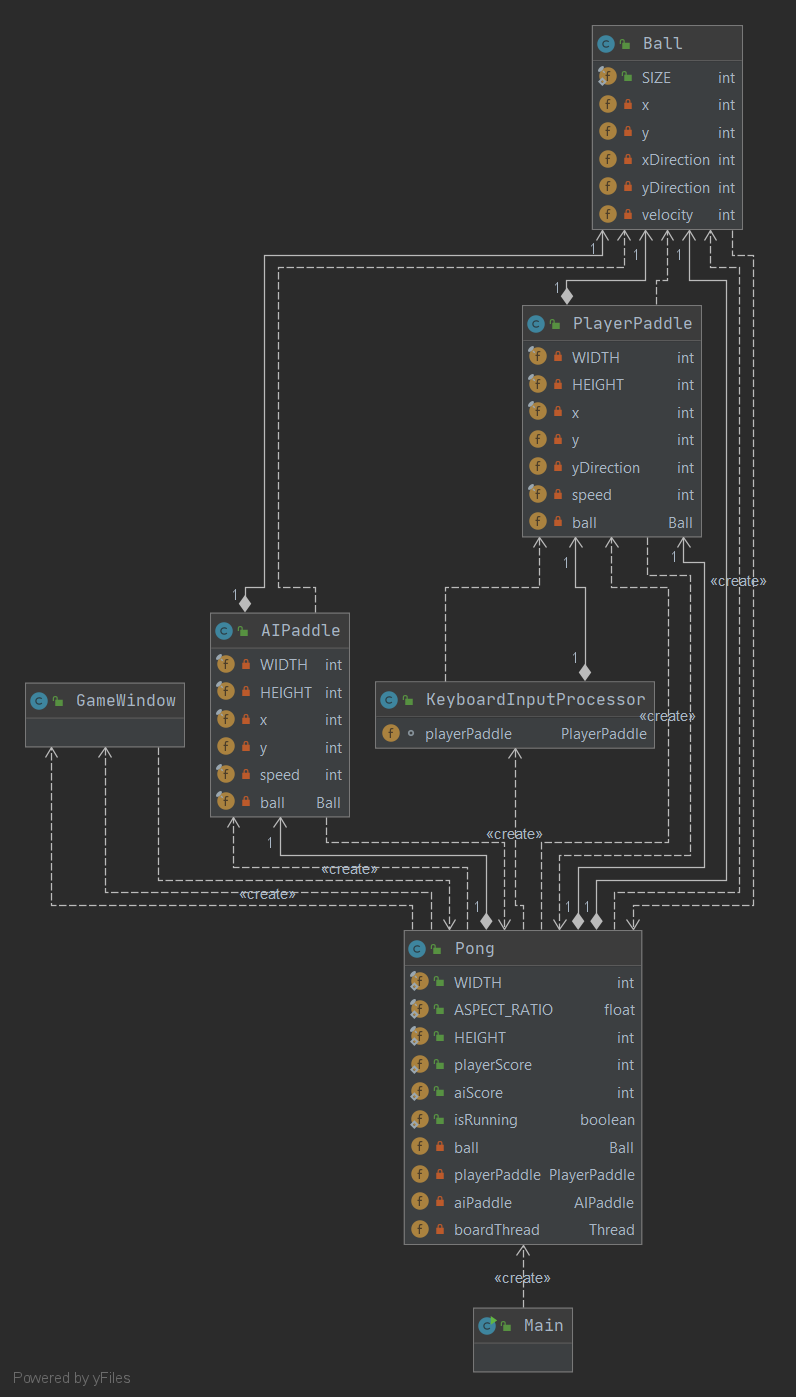 Ball
SIZE int
x int
y int
xDirection int
yDirection int
velocity int
1
1
1
1
PlayerPaddle
WIDTH int
HEIGHT int
x int
y int
yDirection int
speed int
ball Ball
1
«create»
1
AIPaddle
WIDTH int
HEIGHT int
x int
y int
speed int
ball Ball
1
GameWindow
1
KeyboardInputProcessor
playerPaddle PlayerPaddle
«create»
«create»
1
«create»
«create»
1
1
1
Pong
WIDTH int
ASPECT_RATIO float
HEIGHT int
playerScore int
aiScore int
isRunning boolean
ball Ball
playerPaddle PlayerPaddle
aiPaddle AIPaddle
boardThread Thread
«create»
Main
Powered by yFiles